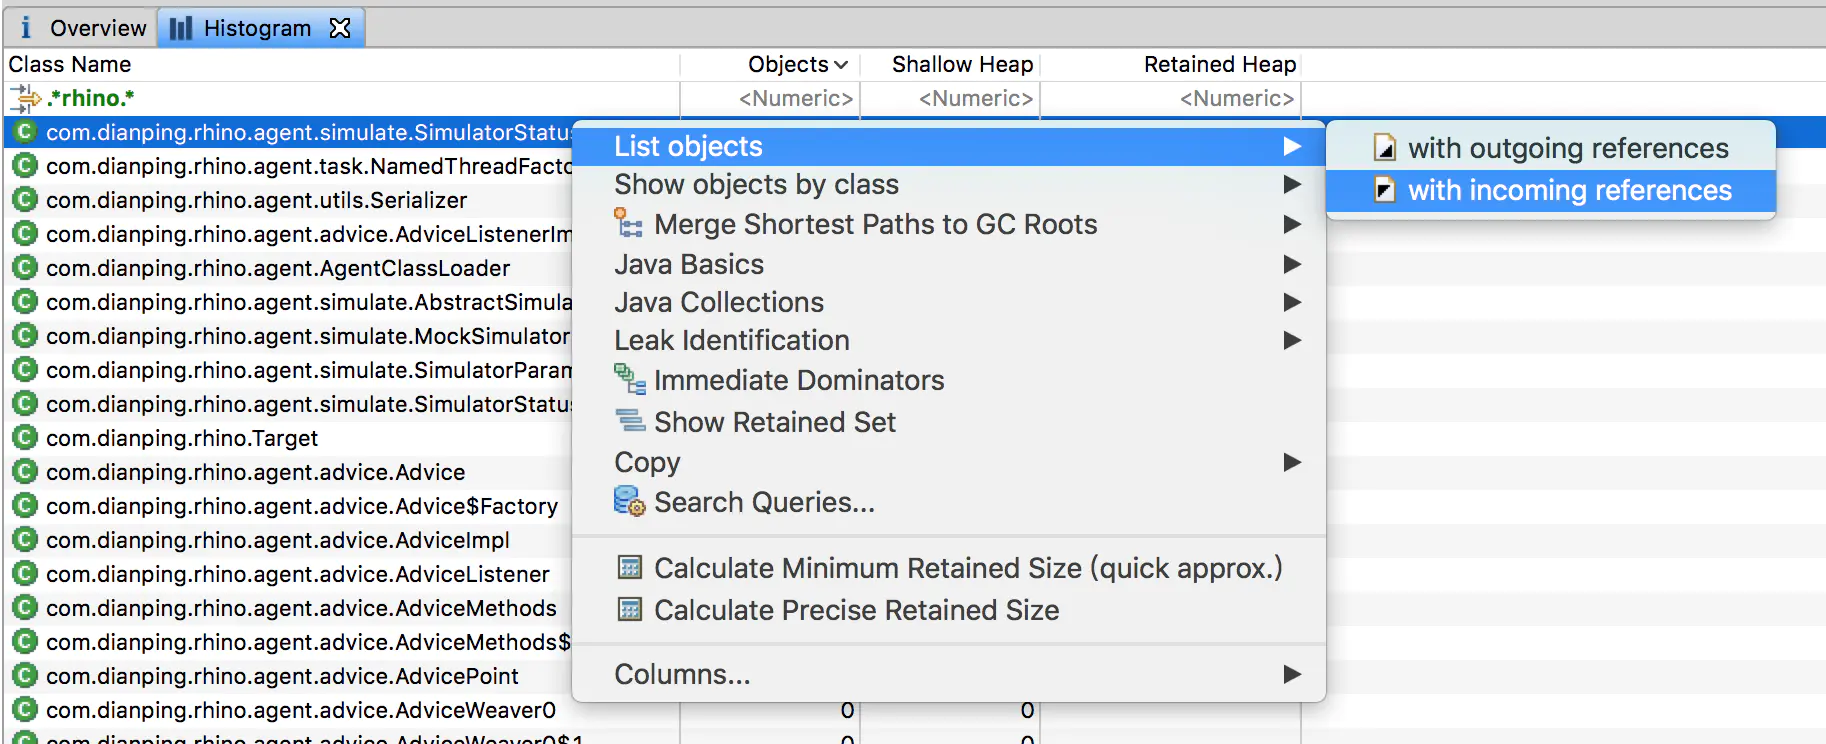 Overview Histogram
Class Name Objects Shallow Heap Retained Heap
.*rhino.* <Numeric> <Numeric> <Numeric>
com.dianping.rhino.agent.simulate.SimulatorStatus
com.dianping.rhino.agent.task.NamedThreadFacto
com.dianping.rhino.agent.utils.Serializer
com.dianping.rhino.agent.advice.AdviceListenerIm
com.dianping.rhino.agent.AgentClassLoader
com.dianping.rhino.agent.simulate.AbstractSimula
com.dianping.rhino.agent.simulate.MockSimulator
com.dianping.rhino.agent.simulate.SimulatorParam
com.dianping.rhino.agent.simulate.SimulatorStatus
com.dianping.rhino.Target
com.dianping.rhino.agent.advice.Advice
com.dianping.rhino.agent.advice.Advice$Factory
com.dianping.rhino.agent.advice.AdviceImpl
com.dianping.rhino.agent.advice.AdviceListener
com.dianping.rhino.agent.advice.AdviceMethods
com.dianping.rhino.agent.advice.AdviceMethods$
com.dianping.rhino.agent.advice.AdvicePoint
com.dianping.rhino.agent.advice.AdviceWeaver0 0 0
com.dianping.rhino.agent.advice.AdviceWeaver0$1 0 0
List objects
Show objects by class
Merge Shortest Paths to GC Roots
Java Basics
Java Collections
Leak Identification
Immediate Dominators
Show Retained Set
Copy
Search Queries...
Calculate Minimum Retained Size (quick approx.)
Calculate Precise Retained Size
Columns...
with outgoing references
with incoming references